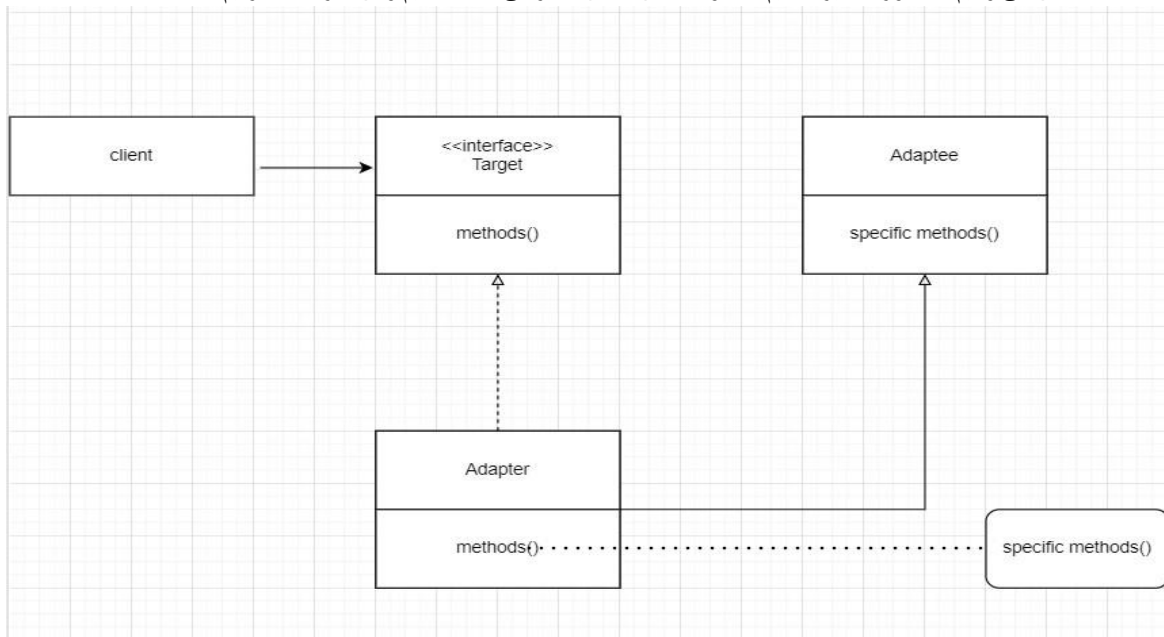 client
<<interface>>
Target
Adaptee
methods()
specific methods()
Adapter
methods()
specific methods()